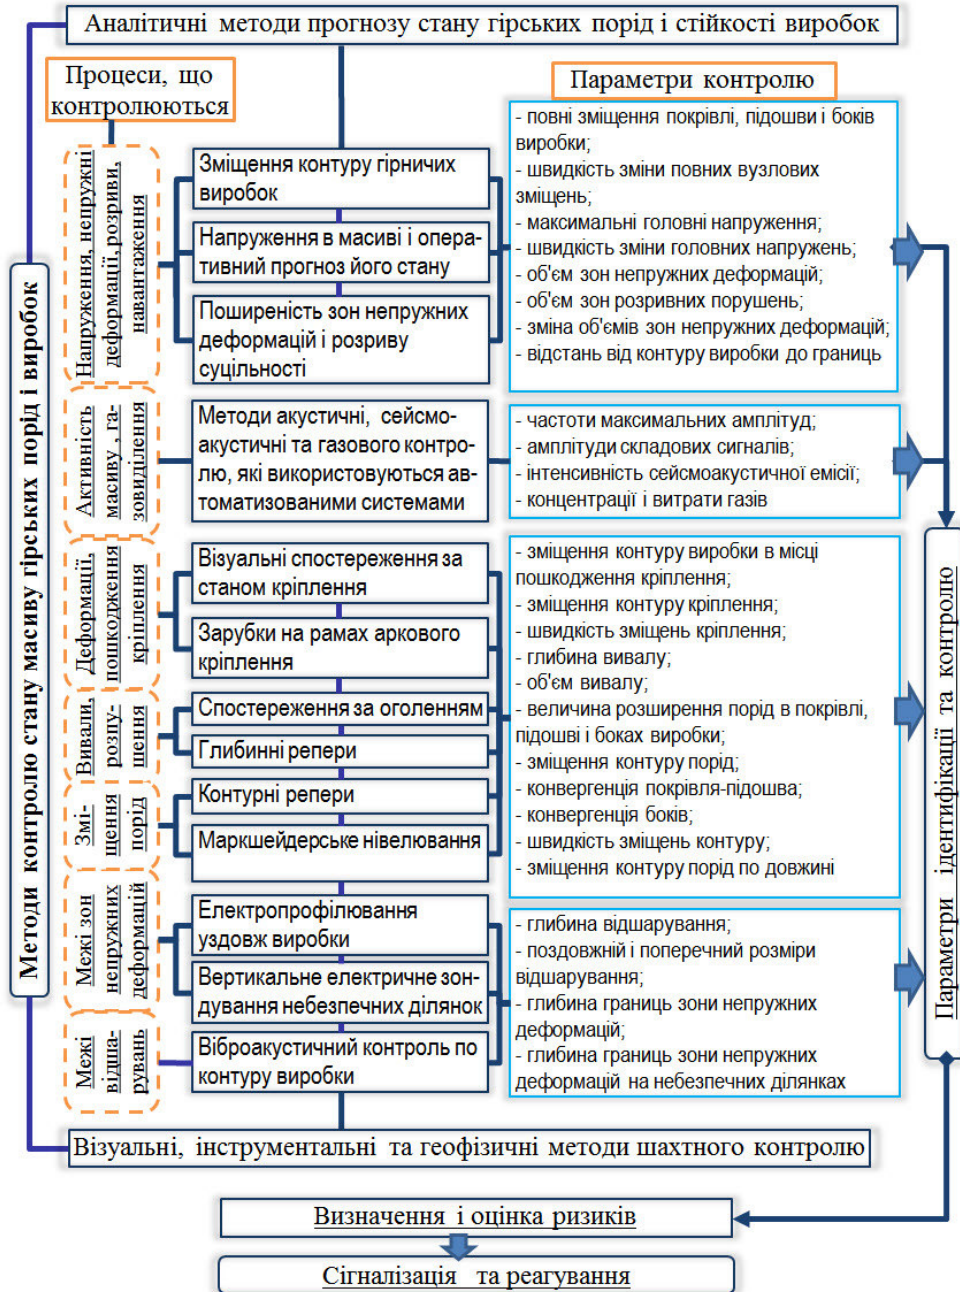 Аналітичні методи прогнозу стану гірських порід і стійкості виробок
Процеси, що
контролюються
Параметри контролю
Методи контролю стану масиву гірських порід і виробок
Напруження, непружні
деформації, розриви,
навантаження
Зміщення контуру гірничих
виробок
Напруження в масиві і опера-
тивний прогноз його стану
Поширеність зон непружних
деформацій і розриву
суцільності
- повні зміщення покрівлі, підошви і боків
виробки;
- швидкість зміни повних вузлових
зміщень;
- максимальні головні напруження;
- швидкість зміни головних напружень;
- об'єм зон непружних деформацій;
- об'єм зон розривних порушень;
- зміна об'ємів зон непружних деформацій;
- відстань від контуру виробки до границь
Активність
масиву, га-
зовиділення
Методи акустичні, сейсмо-
акустичні та газового контро-
лю, які використовуються ав-
томатизованими системами
- частоти максимальних амплітуд;
- амплітуди складових сигналів;
- інтенсивність сейсмоакустичної емісії;
- концентрації і витрати газів
Деформації,
пошкодження
кріплення
Візуальні спостереження за
станом кріплення
Зарубки на рамах аркового
кріплення
Вивали,
розпу-
шення
Спостереження за оголенням
Глибинні репери
Змі-
щення
порід
Контурні репери
Маркшейдерське нівелювання
- зміщення контуру виробки в місці
пошкодження кріплення;
- зміщення контуру кріплення;
- швидкість зміщень кріплення;
- глибина вивалу;
- об'єм вивалу;
- величина розширення порід в покрівлі,
підошві і боках виробки;
- зміщення контуру порід;
- конвергенція покрівля-підошва;
- конвергенція боків;
- швидкість зміщень контуру;
- зміщення контуру порід по довжині
Межі зон
непружних
деформацій
Електропрофілювання
уздовж виробки
Вертикальне електричне зон-
дування небезпечних ділянок
Межі
відша-
рувань
Віброакустичний контроль по
контуру виробки
- глибина відшарування;
- поздовжній і поперечний розміри
відшарування;
- глибина границь зони непружних
деформацій;
- глибина границь зони непружних
деформацій на небезпечних ділянках
Параметри ідентифікації та контролю
Візуальні, інструментальні та геофізичні методи шахтного контролю
Визначення і оцінка ризиків
Сігналізація та реагування